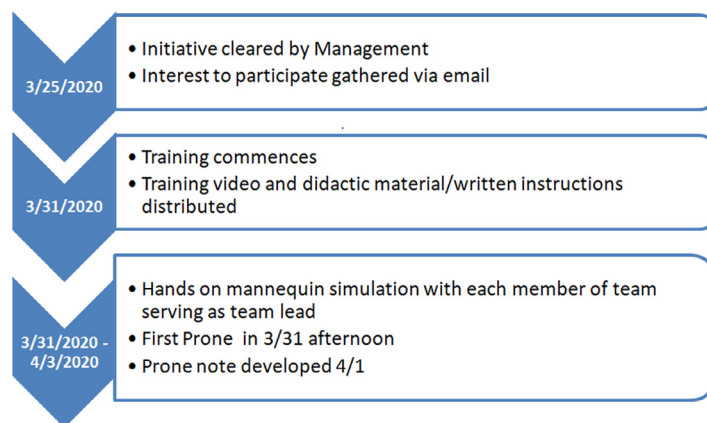 3/25/2020
• Initiative cleared by Management
• Interest to participate gathered via email
3/31/2020
• Training commences
• Training video and didactic material/written instructions
distributed
3/31/2020 -
4/3/2020
• Hands on mannequin simulation with each member of team
serving as team lead
• First Prone in 3/31 afternoon
• Prone note developed 4/1